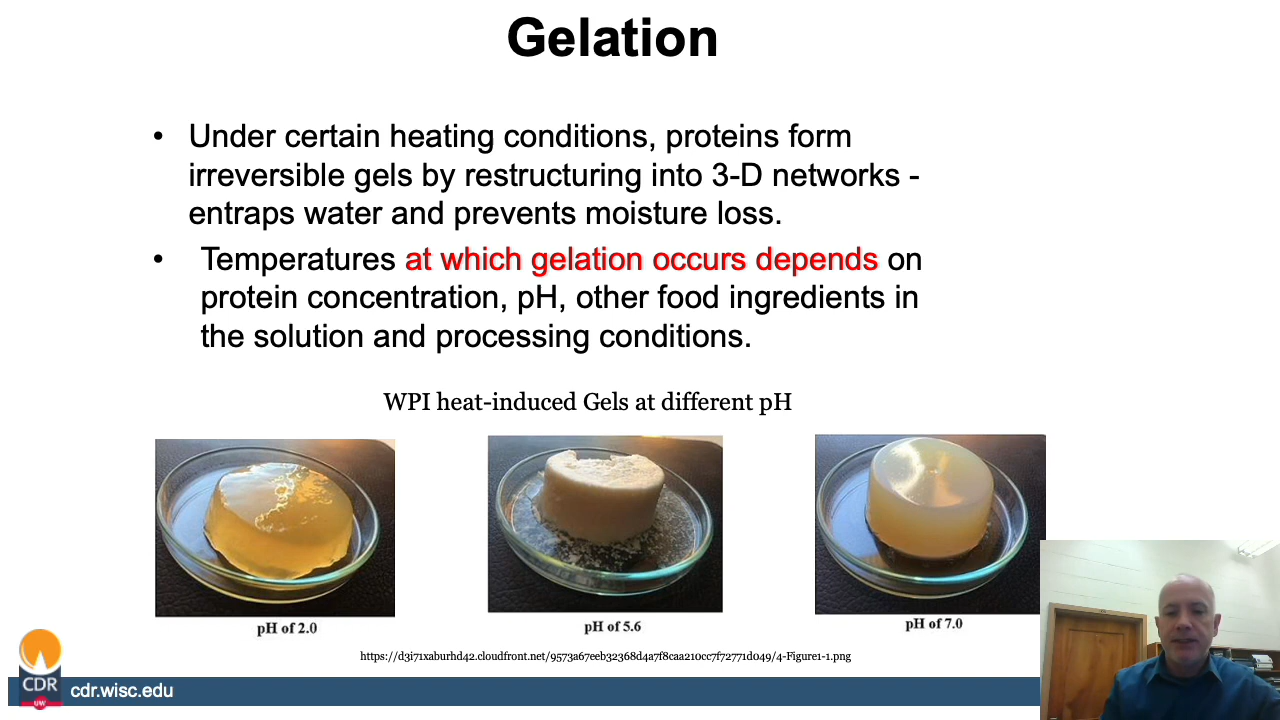 Gelation
• Under certain heating conditions, proteins form
irreversible gels by restructuring into 3-D networks -
entraps water and prevents moisture loss.
• Temperatures at which gelation occurs depends on
protein concentration, pH, other food ingredients in
the solution and processing conditions.
WPI heat-induced Gels at different pH
pH of 2.0
pH of 5.6
pH of 7.0
https://d3i71xaburhd42.cloudfront.net/9573a67eeb32368d4a7f8caa210cc7f72771d049/4-Figure1-1.png
CDR
UW
cdr.wisc.edu